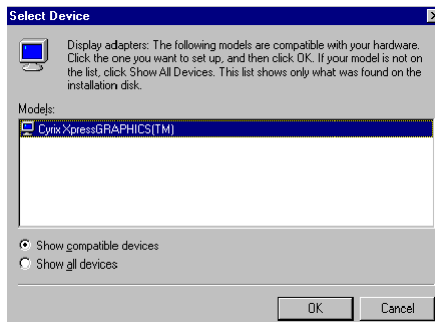 Select Device
Display adapters: The following models are compatible with your hardware.
Click the one you want to set up, and then click OK. If your model is not on
the list, click Show All Devices. This list shows only what was found on the
installation disk.
Models:
Cyrix XpressGRAPHICS(TM)
Show compatible devices
Show all devices
OK
Cancel